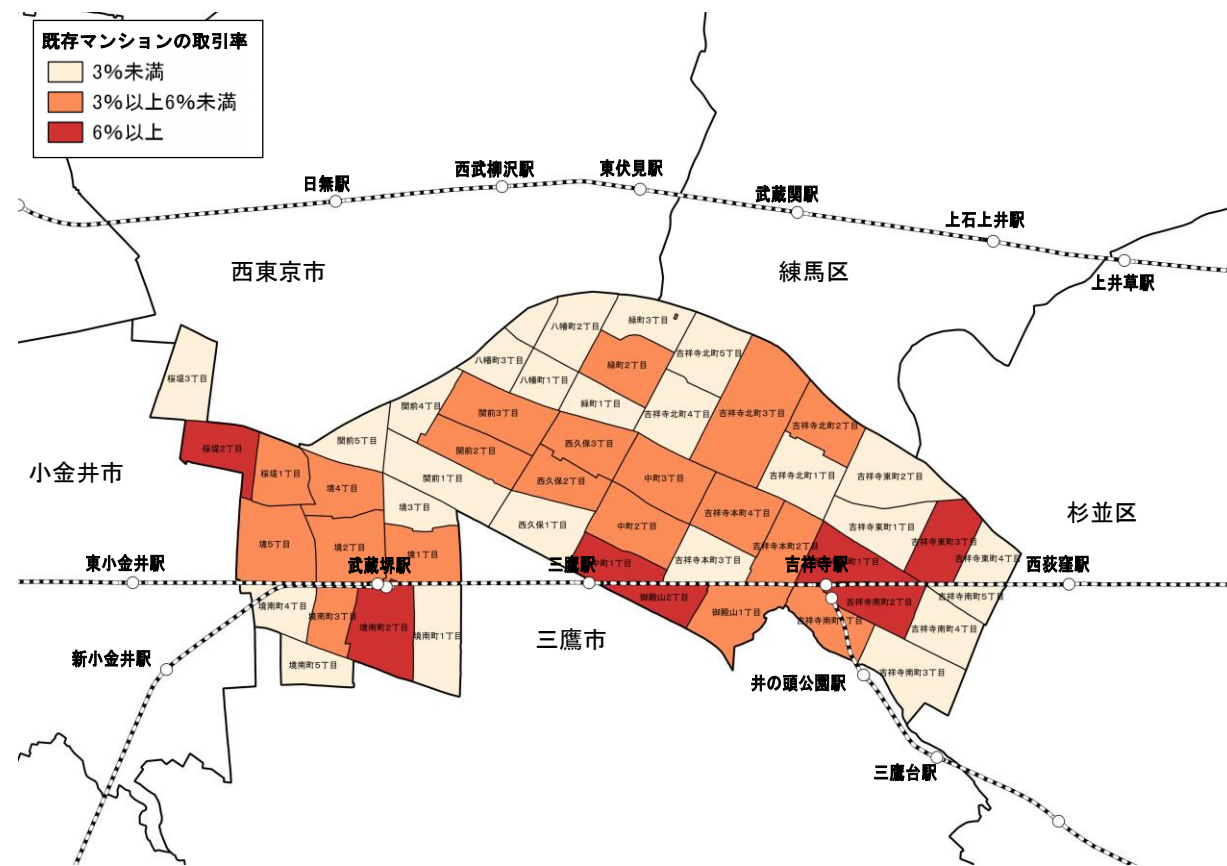 既存マンションの取引率
3%未満
3%以上6%未満
6%以上
日無駅
西武柳沢駅
東伏見駅
武蔵関駅
上石上井駅
上井草駅
西東京市
練馬区
八幡町2丁目
緑町3丁目
吉祥寺北町5丁目
八幡町3丁目
緑町2丁目
八幡町1丁目
桜堤3丁目
関前4丁目
緑町1丁目
関前3丁目
吉祥寺北町4丁目
吉祥寺北町3丁目
吉祥寺北町2丁目
関前5丁目
西久保3丁目
桜堤2丁目
関前2丁目
小金井市
桜堤1丁目
境4丁目
関前1丁目
西久保2丁目
中町3丁目
吉祥寺北町1丁目
吉祥寺東町2丁目
境3丁目
西久保1丁目
中町2丁目
吉祥寺本町4丁目
吉祥寺東町1丁目
杉並区
境5丁目
境2丁目
境1丁目
吉祥寺本町2丁目
吉祥寺東町3丁目
吉祥寺東町4丁目
吉祥寺本町3丁目
中町1丁目
町1丁目
東小金井駅
武蔵堺駅
三鷹駅
吉祥寺駅
西荻窪駅
境南町4丁目
御殿山2丁目
吉祥寺南町2丁目
吉祥寺南町5丁目
境南町3丁目
境南町2丁目
境南町1丁目
御殿山1丁目
吉祥寺南町1丁目
吉祥寺南町4丁目
三鷹市
新小金井駅
境南町5丁目
吉祥寺南町3丁目
井の頭公園駅
三鷹台駅